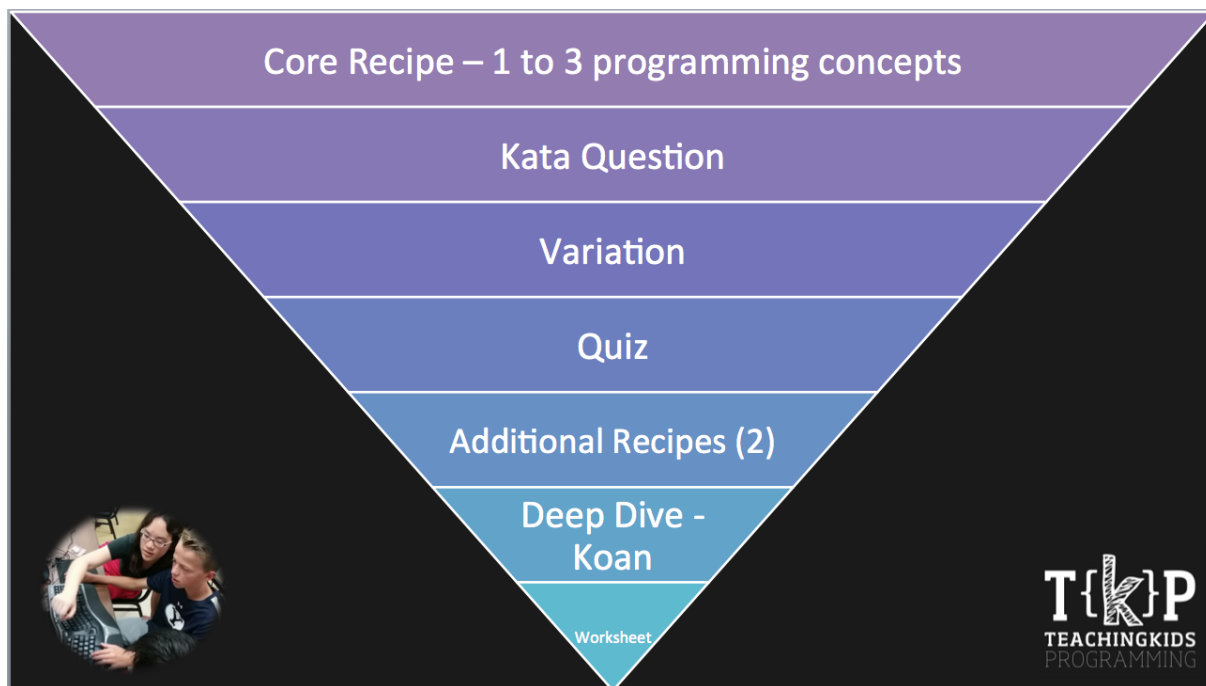 Core Recipe – 1 to 3 programming concepts
Kata Question
Variation
Quiz
Additional Recipes (2)
Deep Dive -
Koan
Worksheet
T{k}P
TEACHINGKIDS
PROGRAMMING